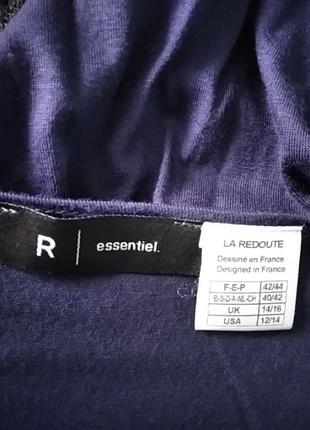 R | essentiel.
LA REDOUTE
Dessiné en France
Designed in France
F-E-P 42/44
B-S-D-A-NL-CH 40/42
UK 14/16
USA 12/14